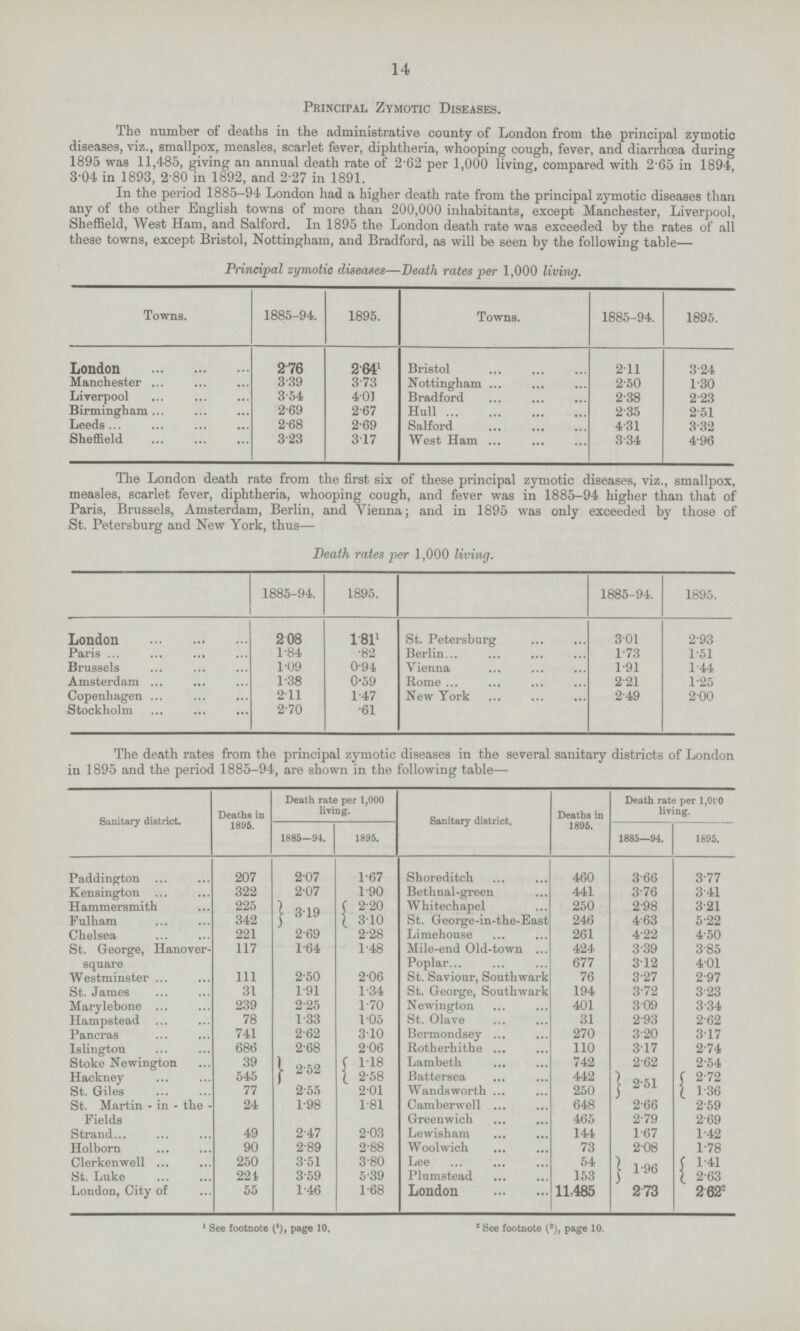 14
PRINCIPAL ZYMOTIC DISEASES.
The number of deaths in the administrative county of London from the principal zymotic
diseases, viz., smallpox, measles, scarlet fever, diphtheria, whooping cough, fever, and diarrhœa during
1895 was 11,485, giving an annual death rate of 2·62 per 1,000 living, compared with 2·65 in 1894,
3·04 in 1893, 2·80 in 1892, and 2·27 in 1891.
In the period 1885-94 London had a higher death rate from the principal zymotic diseases than
any of the other English towns of more than 200,000 inhabitants, except Manchester, Liverpool,
Sheffield, West Ham, and Salford. In 1895 the London death rate was exceeded by the rates of all
these towns, except Bristol, Nottingham, and Bradford, as will be seen by the following table—
Principal zymotic diseases—Death rates per 1,000 living.
Towns. 1885-94. 1895. Towns. 1885-94. 1895.
London ... ... ... 2·76 2·64¹ Bristol ... ... ... 2·11 3·24
Manchester ... ... ... 3·39 3·73 Nottingham ... ... ... 2·50 1·30
Liverpool ... ... ... 3·54 4·01 Bradford ... ... ... 2·38 2·23
Birmingham ... ... ... 2·69 2·67 Hull ... ... ... ... 2·35 2·51
Leeds ... ... ... ... 2·68 2·69 Salford ... ... ... 4·31 3·32
Sheffield ... ... ... 3·23 3·17 West Ham ... ... ... 3·34 4·96
The London death rate from the first six of these principal zymotic diseases, viz., smallpox,
measles, scarlet fever, diphtheria, whooping cough, and fever was in 1885-94 higher than that of
Paris, Brussels, Amsterdam, Berlin, and Vienna; and in 1895 was only exceeded by those of
St. Petersburg and New York, thus—
Death rates per 1,000 living.
1885-94. 1895. 1885-94. 1895.
London ... ... ... 2·08 1·81¹ St. Petersburg ... ... 3·01 2·93
Paris ... ... ... ... 1·84 ·82 Berlin... ... ... ... 1·73 1·51
Brussels ... ... ... 1·09 0·94 Vienna ... ... ... 1·91 1·44
Amsterdam ... ... ... 1·38 0·59 Rome ... ... ... ... 2·21 1·25
Copenhagen ... ... ... 2·11 1·47 New York ... ... ... 2·49 2·00
Stockholm ... ... ... 2·70 ·61
The death rates from the principal zymotic diseases in the several sanitary districts of London
in 1895 and the period 1885-94, are shown in the following table—
Sanitary district. Deaths in 1895. Death rate per 1,000 living. Sanitary district. Deaths in 1895. Death rate per 1,000 living.
1885—94. 1895. 1885—94. 1895.
Paddington ... ... 207 2·07 1·67 Shoreditch ... ... 460 3·66 3·77
Kensington ... ... 322 2·07 1·90 Bethnal-green ... 441 3·76 3·41
Hammersmith ... 225 } 3·19 { 2·20 Whitechapel ... 250 2·98 3·21
Fulham ... ... 342 3·10 St. George-in-the-East 246 4·63 5·22
Chelsea ... ... 221 2·69 2·28 Limehouse ... ... 261 4·22 4·50
St. George, Hanover- 117 1·64 1·48 Mile-end Old-town ... 424 3·39 3·85
square Poplar... ... ... 677 3·12 4·01
Westminster ... ... 111 2·50 2·06 St. Saviour, Southwark 76 3·27 2·97
St. James ... ... 31 1·91 1·34 St. George, Southwark 194 3·72 3·23
Marylebone ... ... 239 2·25 1·70 Newington ... ... 401 3·09 3·34
Hampstead ... ... 78 1·33 1·05 St. Olave ... ... 31 2·93 2·62
Pancras ... ... 741 2·62 3·10 Bermondsey ... ... 270 3·20 3·17
Islington ... ... 686 2·68 2·06 Rotherhithe ... ... 110 3·17 2·74
Stoke Newington ... 39 } 2·52 { 1·18 Lambeth ... ... 742 2·62 2·54
Hackney ... ... 545 2·58 Battersea ... ... 442 } 2·51 { 2·72
St. Giles ... ... 77 2·55 2·01 Wandsworth ... ... 250 1·36
St. Martin - in - the - 24 1·98 1·81 Camberwell ... ... 648 2·66 2·59
Fields Greenwich ... ... 465 2·79 2·69
Strand... ... ... 49 2·47 2·03 Lewisham ... ... 144 1·67 1·42
Holborn ... ... 90 2·89 2·88 Woolwich ... ... 73 2·08 1·78
Clerkenwell ... ... 250 3·51 3·80 Lee ... ... ... 54 } 1·96 { 1·41
St. Luke ... ... 224 3·59 5·39 Plumstead ... ... 153 2·63
London, City of ... 55 1·46 1·68 London ... ... 11,485 2·73 2·62²
¹ See footnote (¹), page 10. ² See footnote (²), page 10.